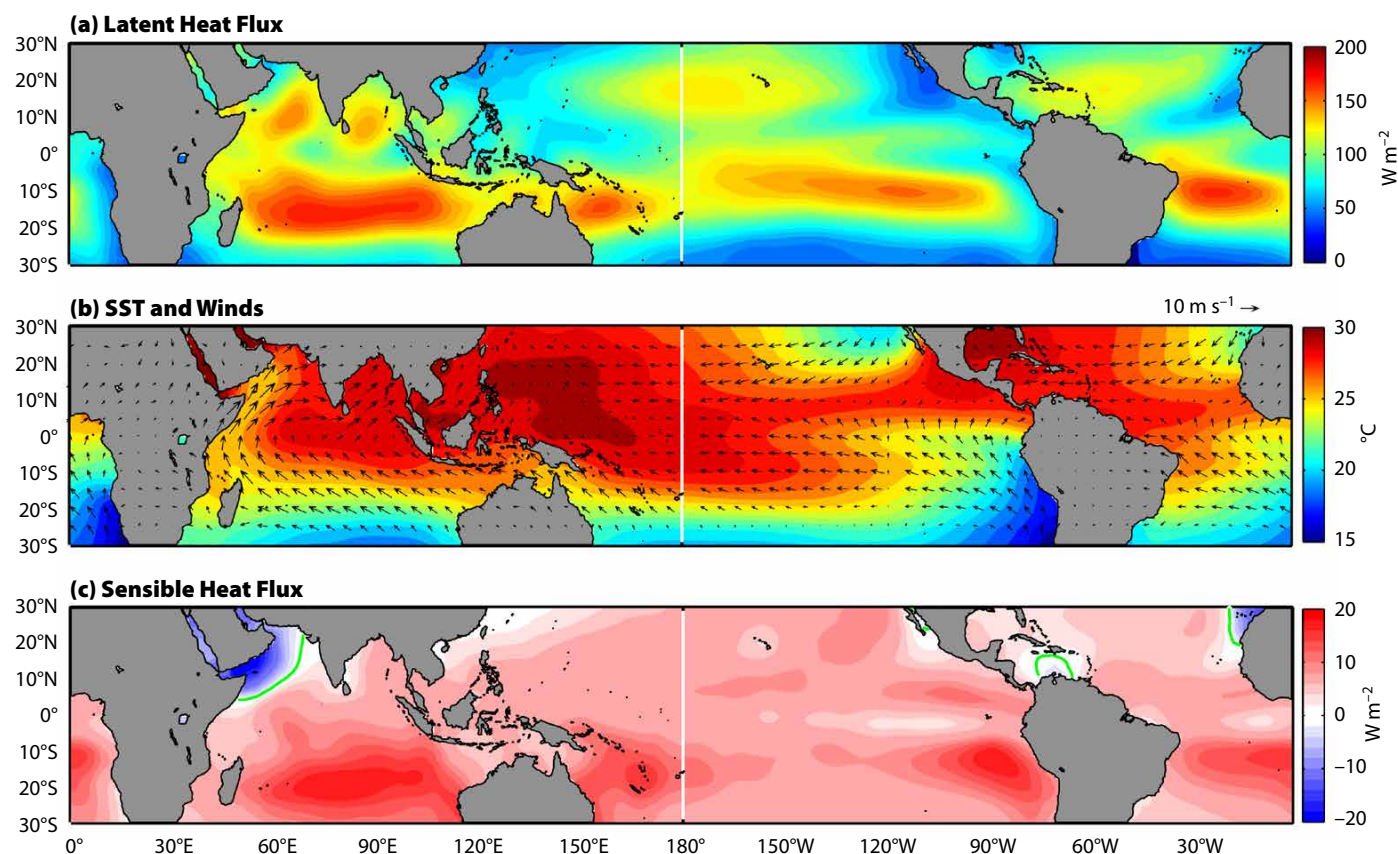 (a) Latent Heat Flux
30°N
20°N
10°N
0°
10°S
20°S
30°S
200
150
100
50
0
W m⁻²
(b) SST and Winds
10 m s⁻¹ →
30°N
20°N
10°N
0°
10°S
20°S
30°S
30
25
20
15
°C
(c) Sensible Heat Flux
30°N
20°N
10°N
0°
10°S
20°S
30°S
20
10
0
−10
−20
W m⁻²
0° 30°E 60°E 90°E 120°E 150°E 180° 150°W 120°W 90°W 60°W 30°W